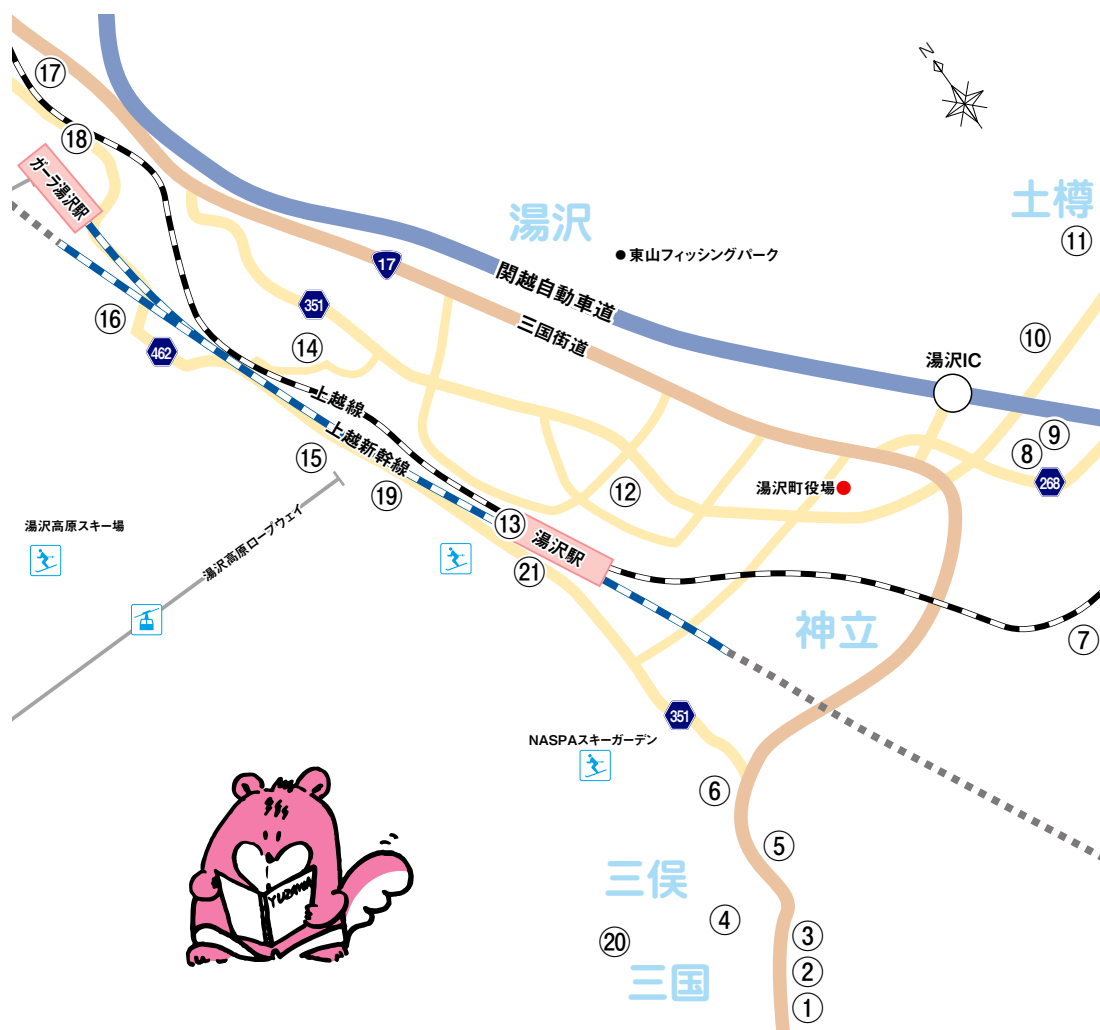 N
⑰
⑱
ガーラ湯沢駅
湯沢
土樽
⑪
東山フィッシングパーク
17
関越自動車道
351
三国街道
⑯
462
⑭
⑩
湯沢IC
上越線
上越新幹線
⑨
⑧
268
⑮
⑲
⑫
湯沢町役場
湯沢高原スキー場
湯沢高原ロープウェイ
⑬
湯沢駅
㉑
神立
⑦
351
NASPAスキーガーデン
⑥
⑤
三俣
④
⑳
③
三国
②
①
YUZAWA